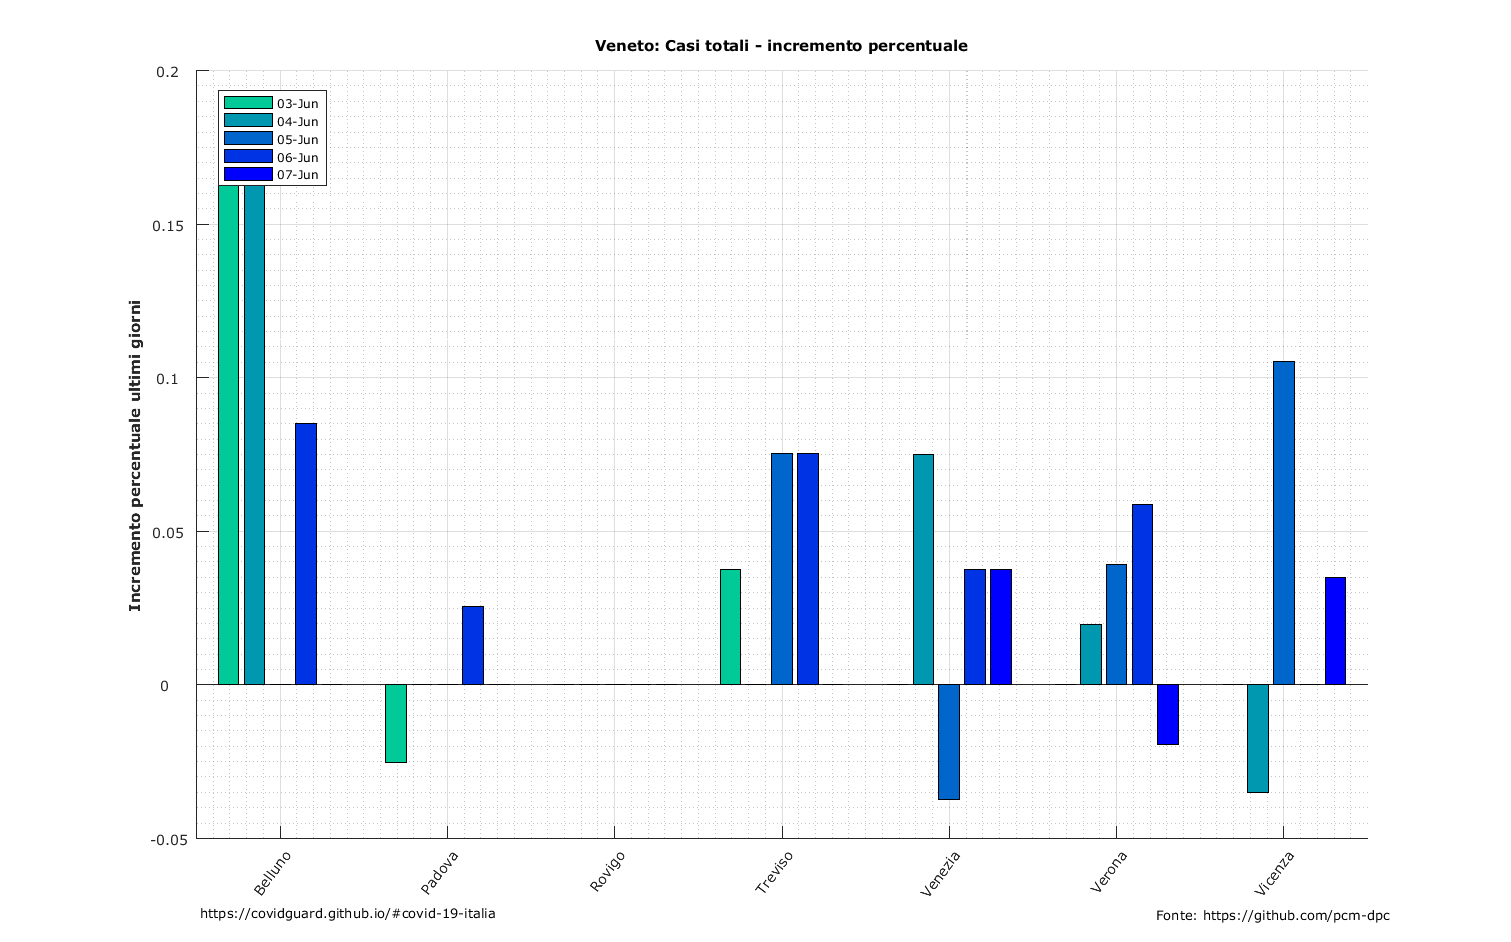 Veneto: Casi totali - incremento percentuale
Incremento percentuale ultimi giorni
0.2
0.15
0.1
0.05
0
-0.05
03-Jun
04-Jun
05-Jun
06-Jun
07-Jun
Belluno
Padova
Rovigo
Treviso
Venezia
Verona
Vicenza
https://covidguard.github.io/#covid-19-italia
Fonte: https://github.com/pcm-dpc